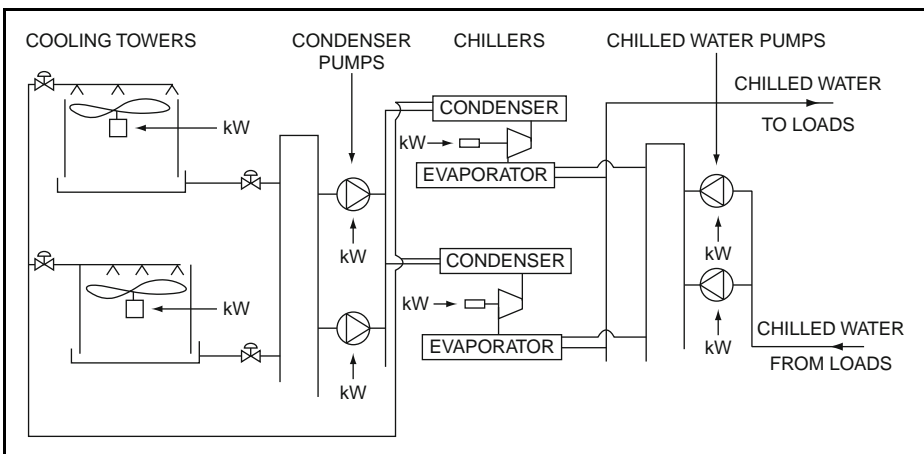 COOLING TOWERS
CONDENSER
PUMPS
CHILLERS
CHILLED WATER PUMPS
CHILLED WATER
TO LOADS
kW
CONDENSER
kW
EVAPORATOR
kW
kW
kW
CONDENSER
kW
EVAPORATOR
kW
kW
CHILLED WATER
FROM LOADS